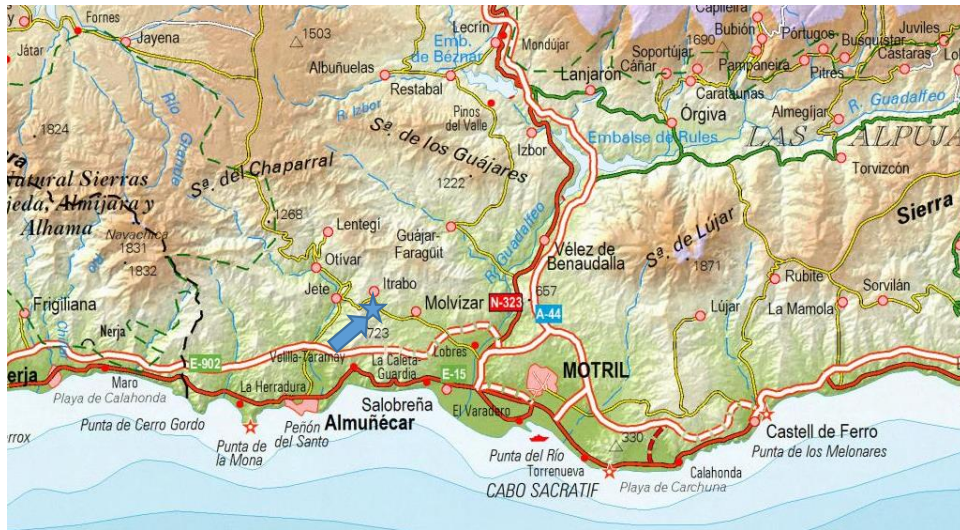 Fornes
Jayena
Játar
1503
Lecrín
Emb.
de Béznar
Mondújar
Albuñuelas
Restabal
Pinos
del Valle
R. Izbor
Izbor
Lanjarón
Soportújar
Cáñar
1690
Capileira
Bubión
Pampaneira
Pórtugos
Pitres
Busquístar
Juviles
Cástaras
Carataunas
Órgiva
Almegíjar
R. Guadalfeo
Embalse de Rules
LAS ALPUJA
Torvizcón
1824
Río
Grande
Sª. de los Guájares
Sª. del Chaparral
1222
1268
Natural Sierras
Almijara y
Alhama
Navachica
1831
1832
Lentegí
Guájar-
Faragüit
R. Guadalfeo
Vélez de
Benaudalla
Sª. de Lújar
1871
Sierra
Otívar
Jete
Itrabo
Molvízar
N-323
657
A-44
Rubite
Sorvilán
La Mamola
Lújar
Frigiliana
Nerja
723
Lobres
E-902
Velilla-Taramay
La Caleta-
Guardia
E-15
MOTRIL
erja
Maro
La Herradura
Playa de Calahonda
Salobreña
El Varadero
Punta de Cerro Gordo
Peñón
del Santo
Almuñécar
Punta de
la Mona
330
Castell de Ferro
Punta de los Melonares
Punta del Río
Torrenueva
Calahonda
CABO SACRATIF
Playa de Carchuna